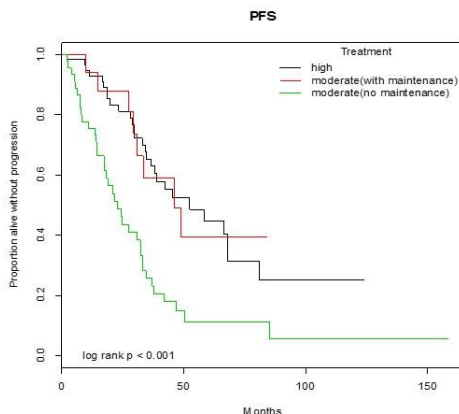 PFS
Treatment
high
moderate(with maintenance)
moderate(no maintenance)
Proportion alive without progression
1.0
0.8
0.6
0.4
0.2
0.0
log rank p < 0.001
0 50 100 150
Months